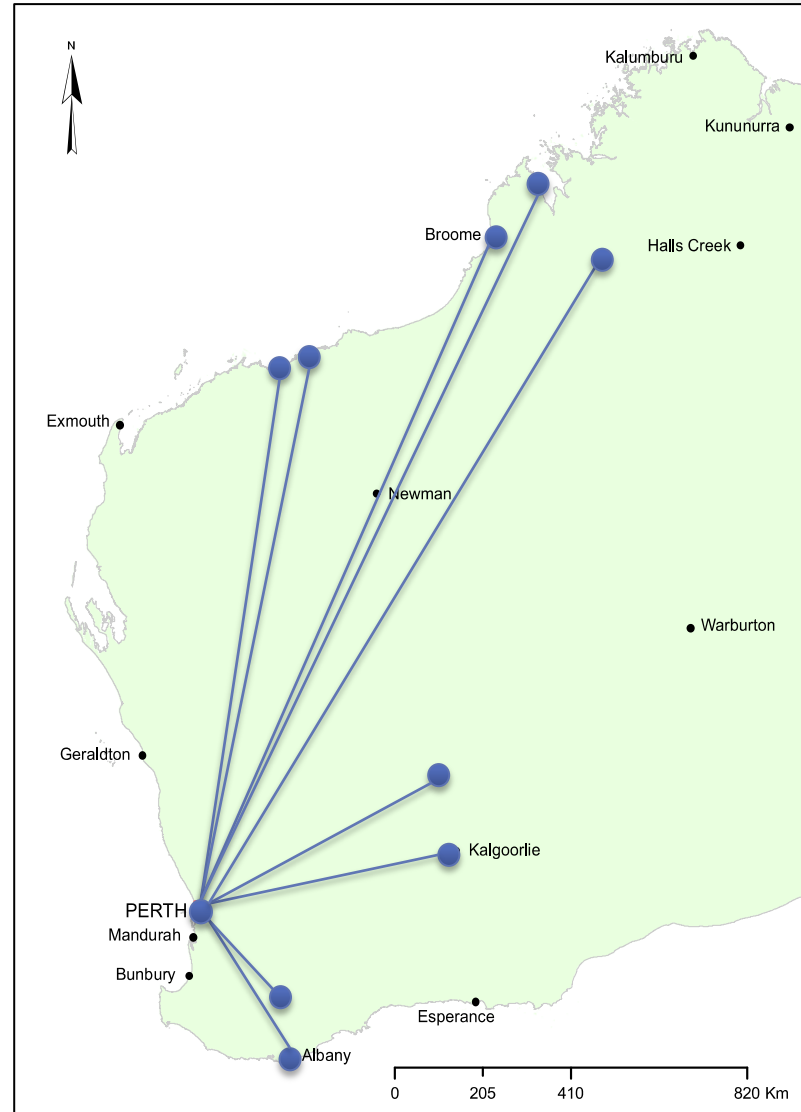 N
Kalumburu
Kununurra
Broome
Halls Creek
Exmouth
Newman
Warburton
Geraldton
Kalgoorlie
PERTH
Mandurah
Bunbury
Esperance
Albany
0 205 410 820 Km